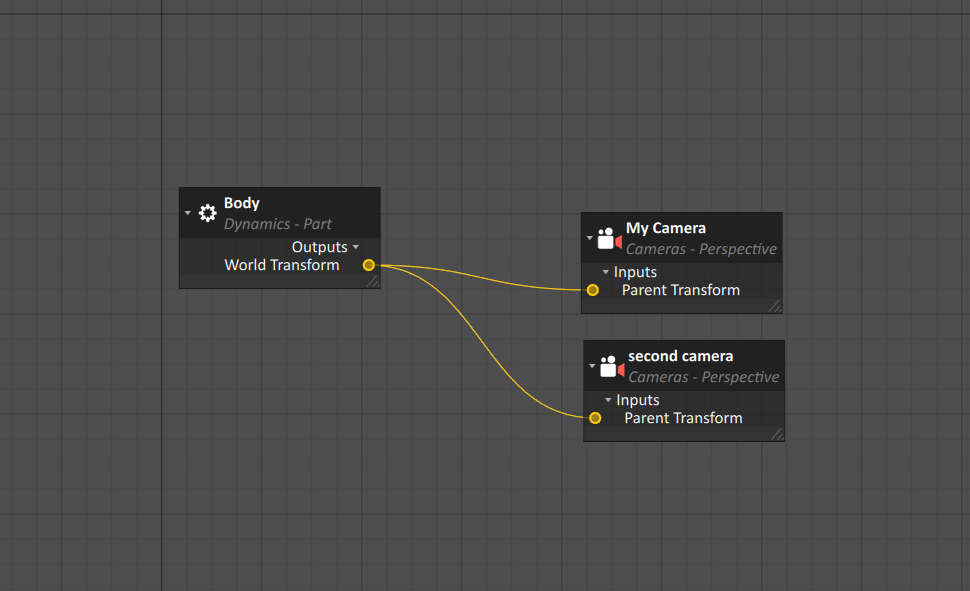 Body
Dynamics - Part
Outputs
World Transform
My Camera
Cameras - Perspective
Inputs
Parent Transform
second camera
Cameras - Perspective
Inputs
Parent Transform